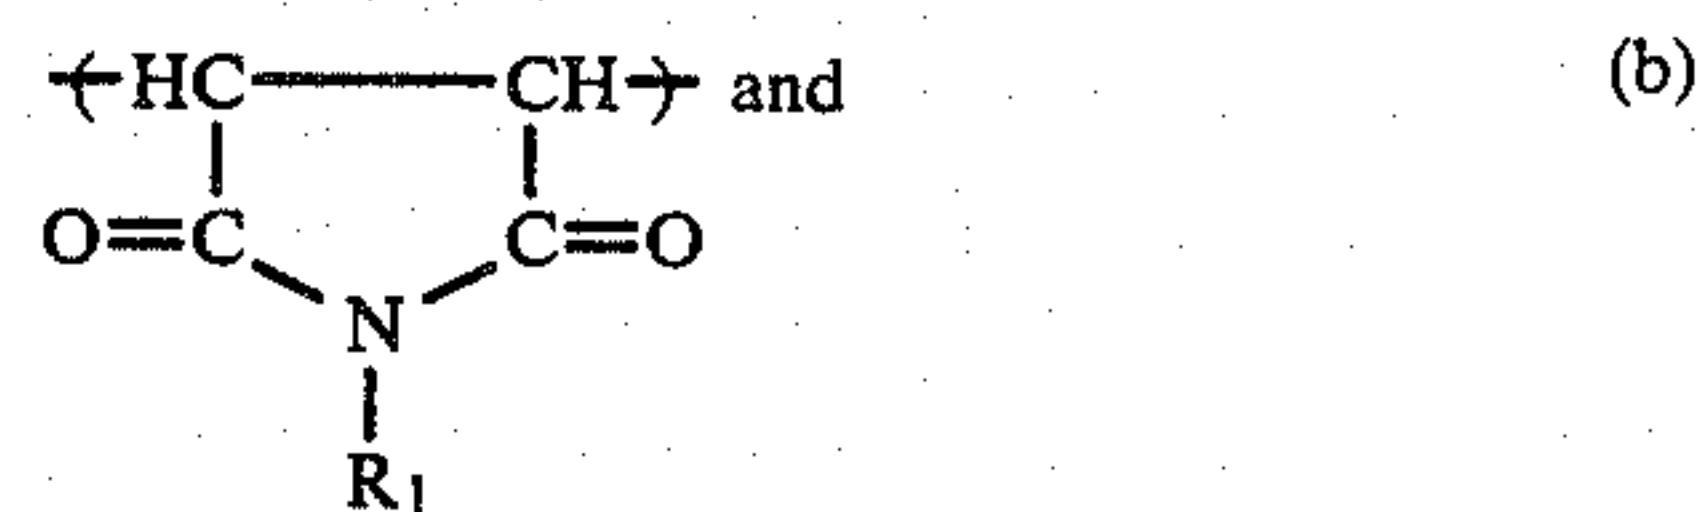 -(HC—CH)- and (b)
O=C C=O
N
R1